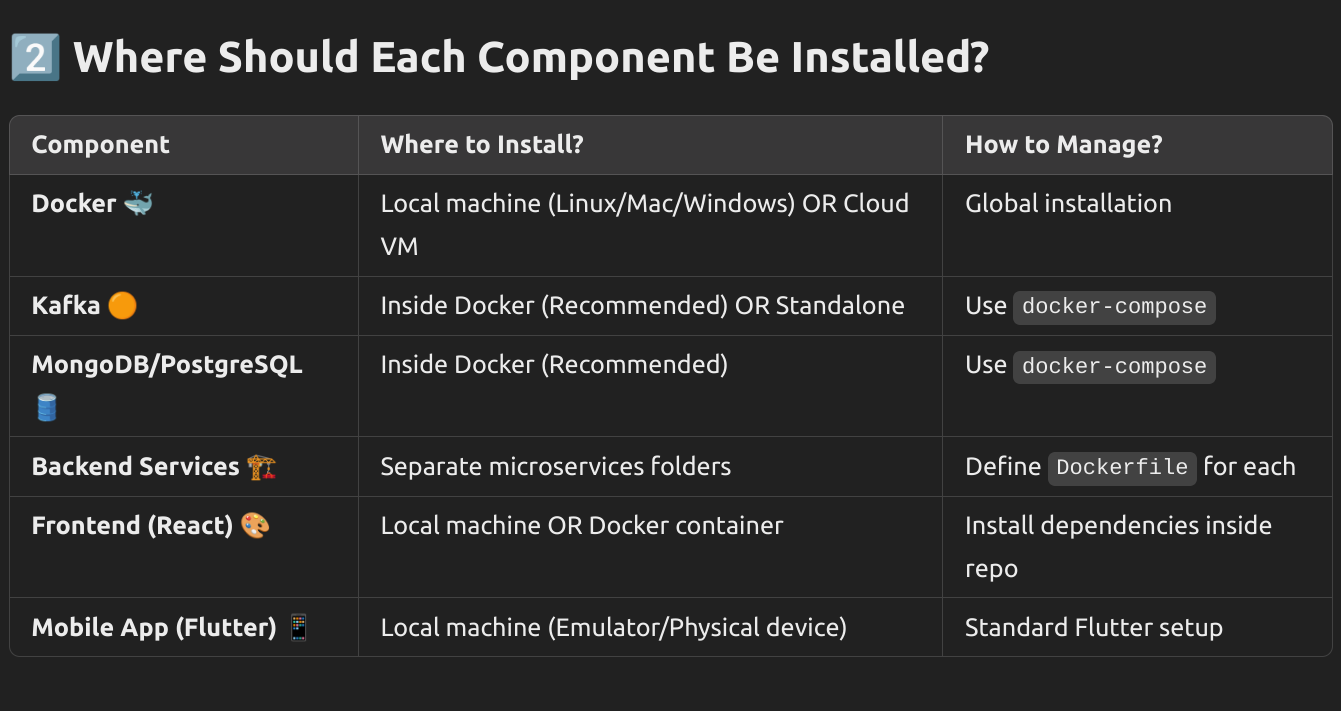 2️⃣ Where Should Each Component Be Installed?
Component Where to Install? How to Manage?
Docker 🐳 Local machine (Linux/Mac/Windows) OR Cloud Global installation
VM
Kafka 🟠 Inside Docker (Recommended) OR Standalone Use docker-compose
MongoDB/PostgreSQL Inside Docker (Recommended) Use docker-compose
🛢️
Backend Services 🏗️ Separate microservices folders Define Dockerfile for each
Frontend (React) 🎨 Local machine OR Docker container Install dependencies inside
repo
Mobile App (Flutter) 📱 Local machine (Emulator/Physical device) Standard Flutter setup